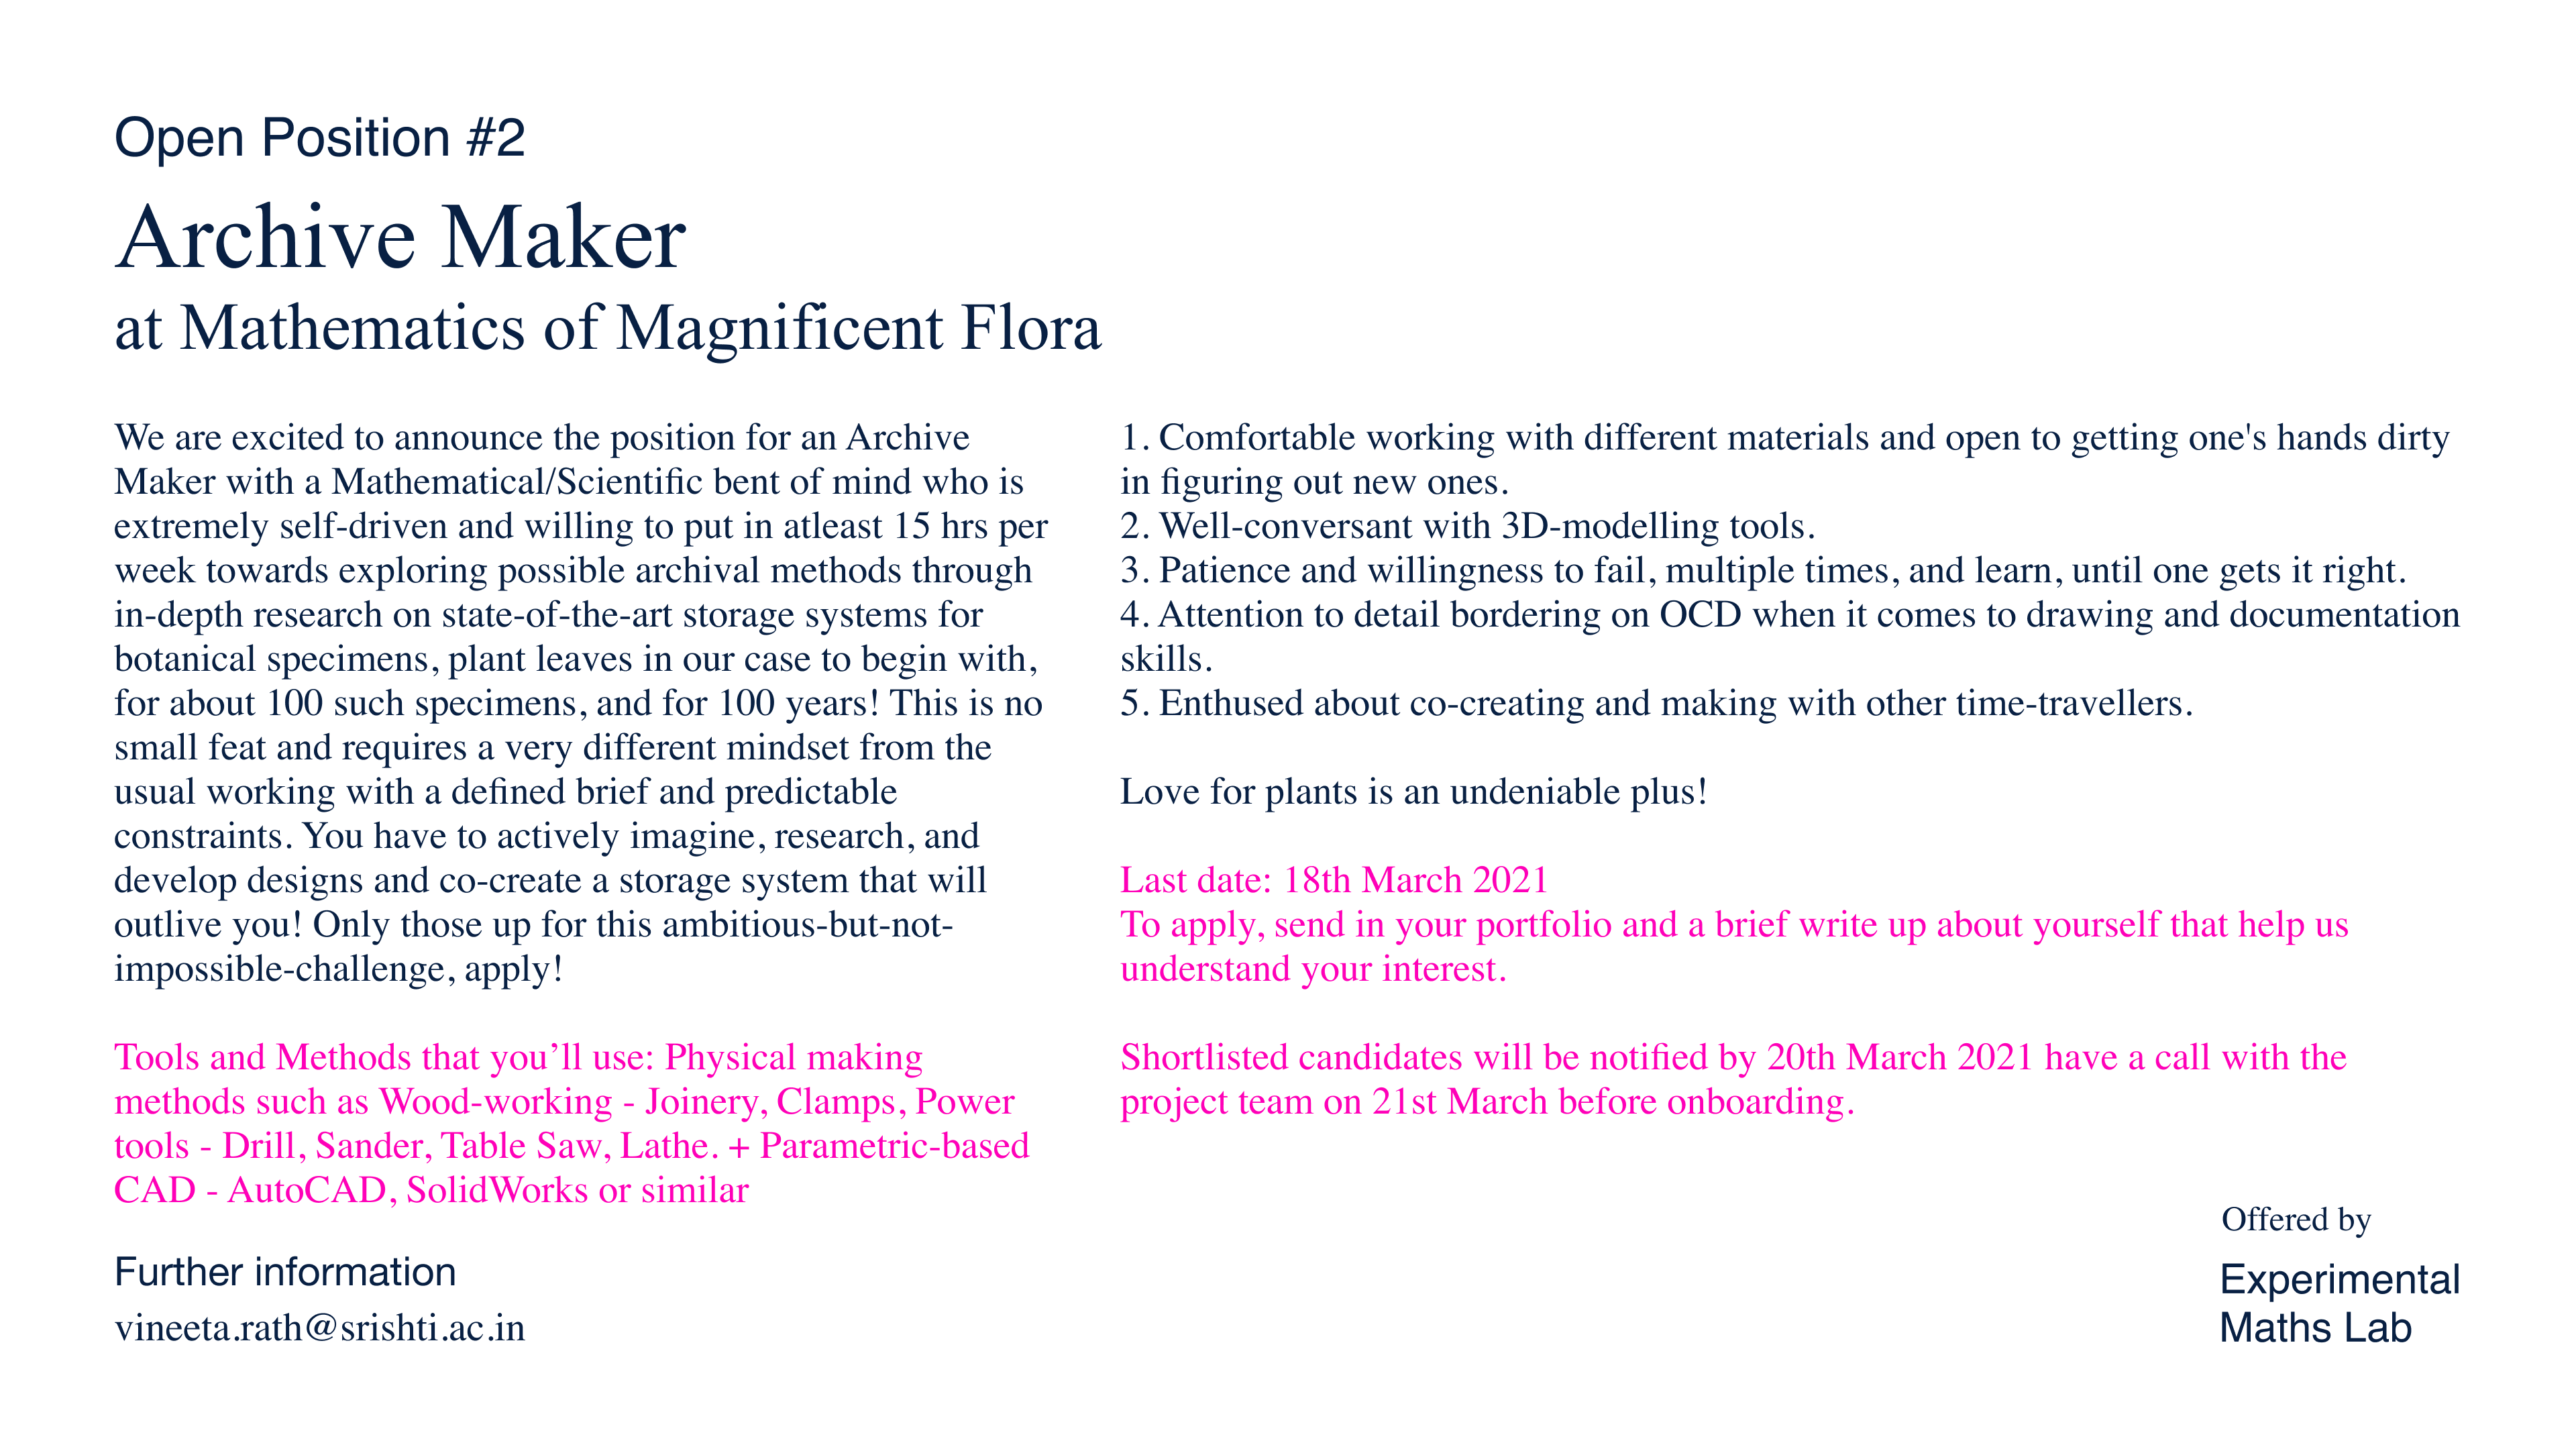 Open Position #2
Archive Maker
at Mathematics of Magnificent Flora
We are excited to announce the position for an Archive
Maker with a Mathematical/Scientific bent of mind who is
extremely self-driven and willing to put in atleast 15 hrs per
week towards exploring possible archival methods through
in-depth research on state-of-the-art storage systems for
botanical specimens, plant leaves in our case to begin with,
for about 100 such specimens, and for 100 years! This is no
small feat and requires a very different mindset from the
usual working with a defined brief and predictable
constraints. You have to actively imagine, research, and
develop designs and co-create a storage system that will
outlive you! Only those up for this ambitious-but-not-
impossible-challenge, apply!
Tools and Methods that you’ll use: Physical making
methods such as Wood-working - Joinery, Clamps, Power
tools - Drill, Sander, Table Saw, Lathe. + Parametric-based
CAD - AutoCAD, SolidWorks or similar
Further information
vineeta.rath@srishti.ac.in
1. Comfortable working with different materials and open to getting one's hands dirty
in figuring out new ones.
2. Well-conversant with 3D-modelling tools.
3. Patience and willingness to fail, multiple times, and learn, until one gets it right.
4. Attention to detail bordering on OCD when it comes to drawing and documentation
skills.
5. Enthused about co-creating and making with other time-travellers.
Love for plants is an undeniable plus!
Last date: 18th March 2021
To apply, send in your portfolio and a brief write up about yourself that help us
understand your interest.
Shortlisted candidates will be notified by 20th March 2021 have a call with the
project team on 21st March before onboarding.
Offered by
Experimental
Maths Lab